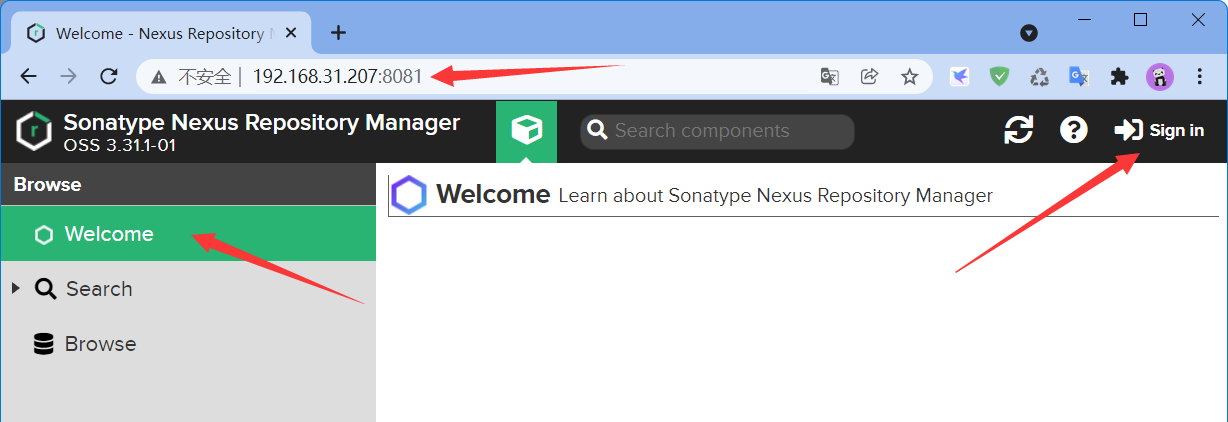 Welcome - Nexus Repository M
不安全 | 192.168.31.207:8081
Sonatype Nexus Repository Manager
OSS 3.31.1-01
Search components
Sign in
Browse
Welcome
Welcome Learn about Sonatype Nexus Repository Manager
Search
Browse